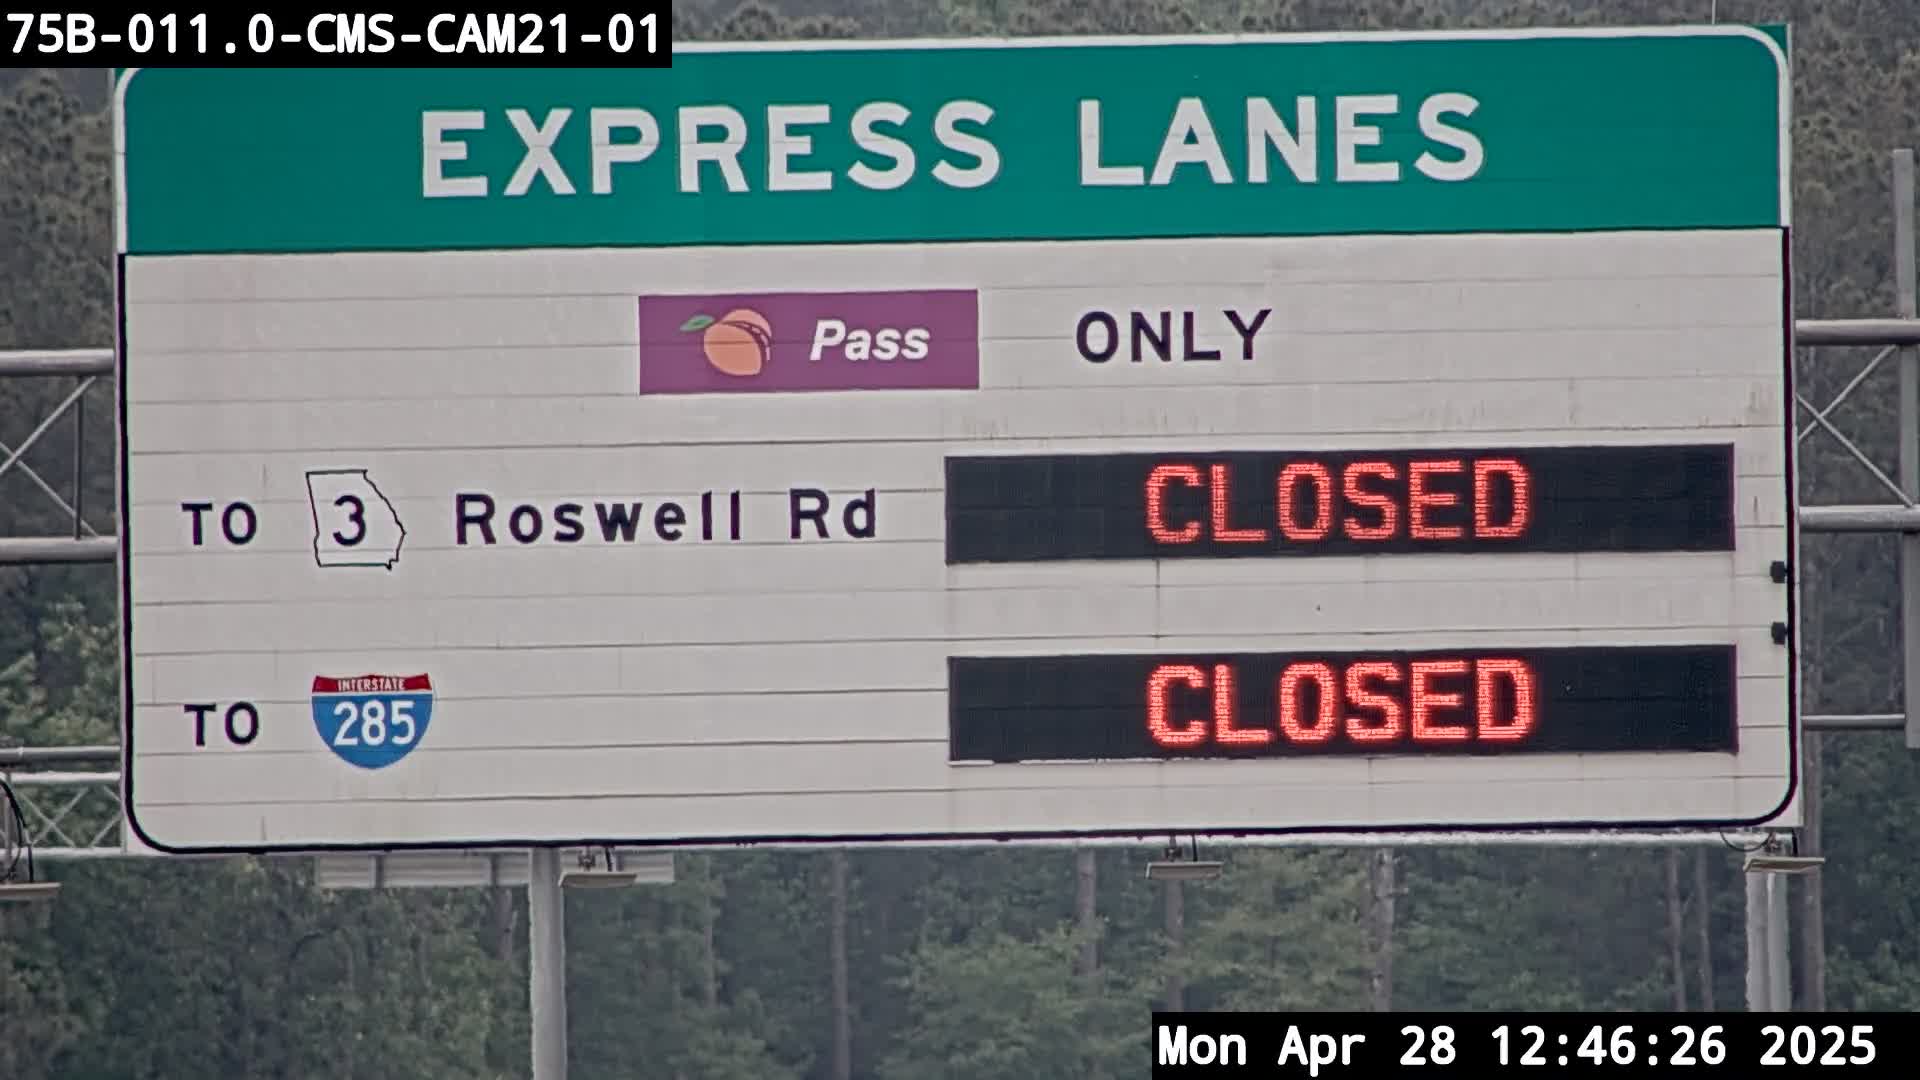 75B-011.0-CMS-CAM21-01
EXPRESS LANES
Pass ONLY
TO 3 Roswell Rd CLOSED
TO INTERSTATE 285 CLOSED
Mon Apr 28 12:46:26 2025